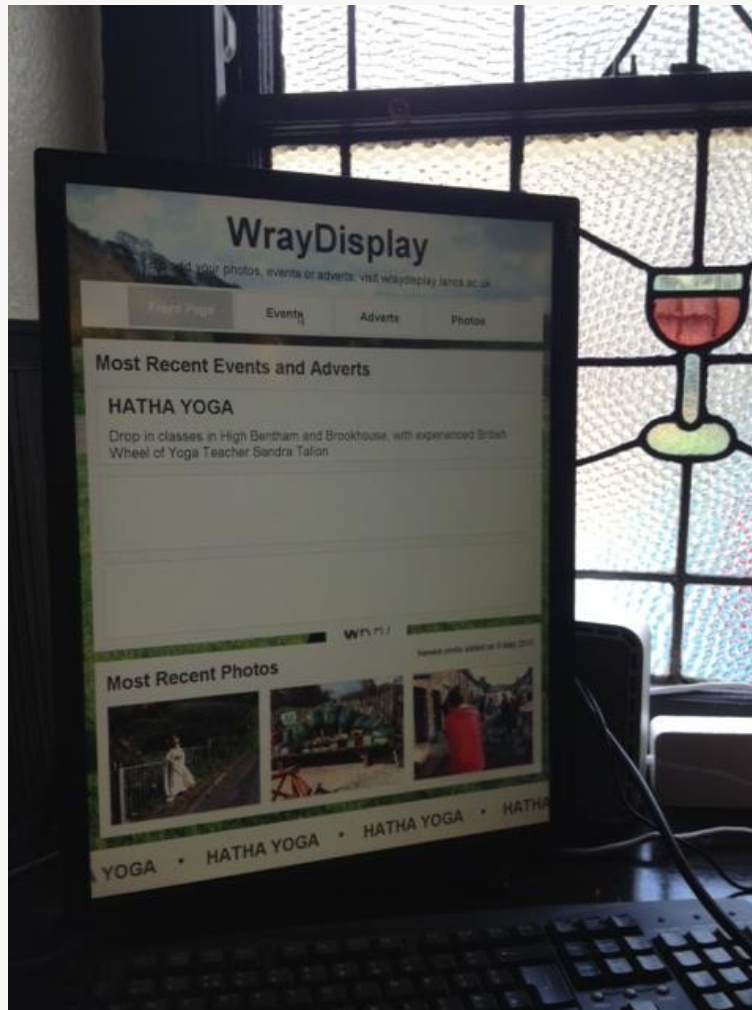 WrayDisplay
your photos, events or adverts, visit wraydisplay.lancs.ac.uk
Front Page
Events
Adverts
Photos
Most Recent Events and Adverts
HATHA YOGA
Drop in classes in High Bentham and Brookhouse, with experienced British
Wheel of Yoga Teacher Sandra Tallon
Most Recent Photos
YOGA • HATHA YOGA • HATHA YOGA • HATHA